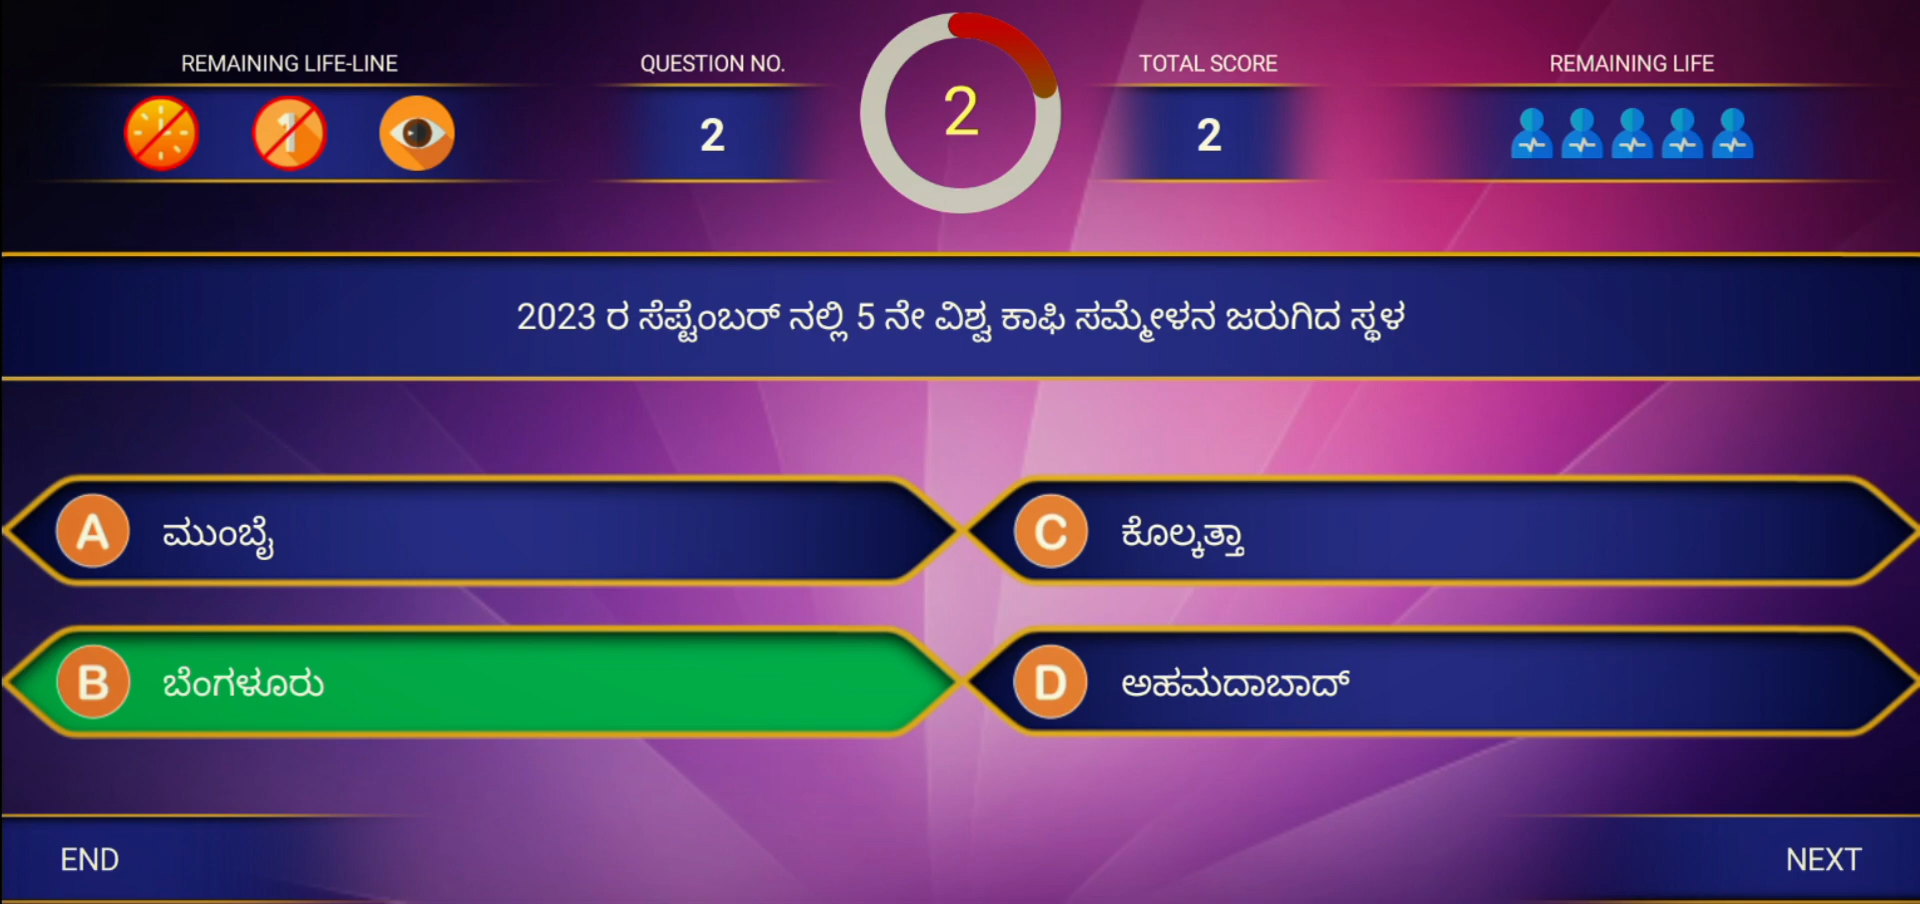 REMAINING LIFE-LINE
QUESTION NO.
TOTAL SCORE
REMAINING LIFE
1
2
2
2
2023 ರ ಸೆಪ್ಟೆಂಬರ್ ನಲ್ಲಿ 5 ನೇ ವಿಶ್ವ ಕಾಫಿ ಸಮ್ಮೇಳನ ಜರುಗಿದ ಸ್ಥಳ
A ಮುಂಬೈ
C ಕೊಲ್ಕತ್ತಾ
B ಬೆಂಗಳೂರು
D ಅಹಮದಾಬಾದ್
END
NEXT